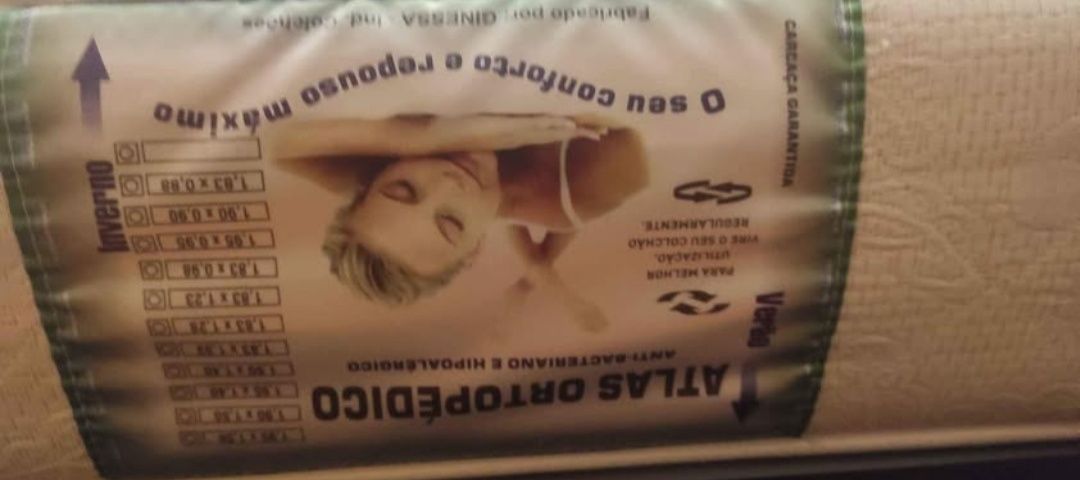 ATLAS ORTOPÉDICO
ANTI-BACTERIANO E HIPOALÉRGICO
Verão
PARA MELHOR
UTILIZAÇÃO,
VIRE O SEU COLCHÃO
REGULARMENTE.
CARCAÇA GARANTIDA
1,83 x 1,28
1,83 x 1,23
1,83 x 0,98
1,95 x 0,95
1,90 x 0,90
1,83 x 0,88
Inverno
O seu conforto e repouso máximo
Fabricado por: GINESSA, Ind. Colchões